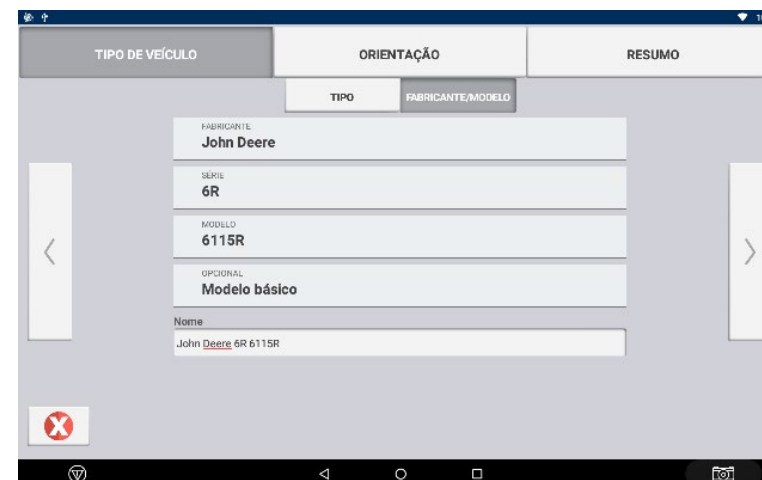 TIPO DE VEÍCULO
ORIENTAÇÃO
RESUMO
TIPO
FABRICANTE/MODELO
FABRICANTE
John Deere
SÉRIE
6R
MODELO
6115R
OPCIONAL
Modelo básico
Nome
John Deere 6R 6115R